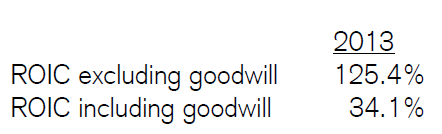 2013
ROIC excluding goodwill 125.4%
ROIC including goodwill 34.1%